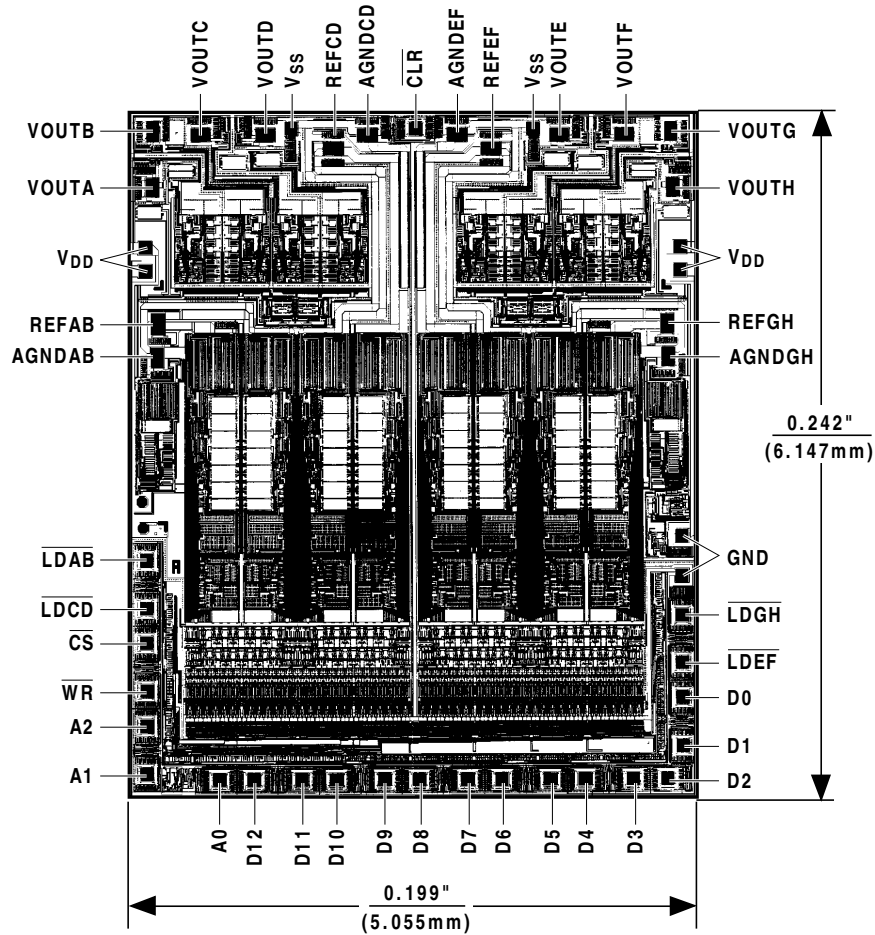 VOUTC
VOUTD
VSS
REFCD
AGNDCD
CLR
AGNDEF
REFEF
VSS
VOUTE
VOUTF
VOUTB
VOUTA
VDD
REFAB
AGNDAB
LDAB
LDCD
CS
WR
A2
A1
VOUTG
VOUTH
VDD
REFGH
AGNDGH
GND
LDGH
LDEF
D0
D1
D2
0.242"
(6.147mm)
A0
D12
D11
D10
D9
D8
D7
D6
D5
D4
D3
0.199"
(5.055mm)